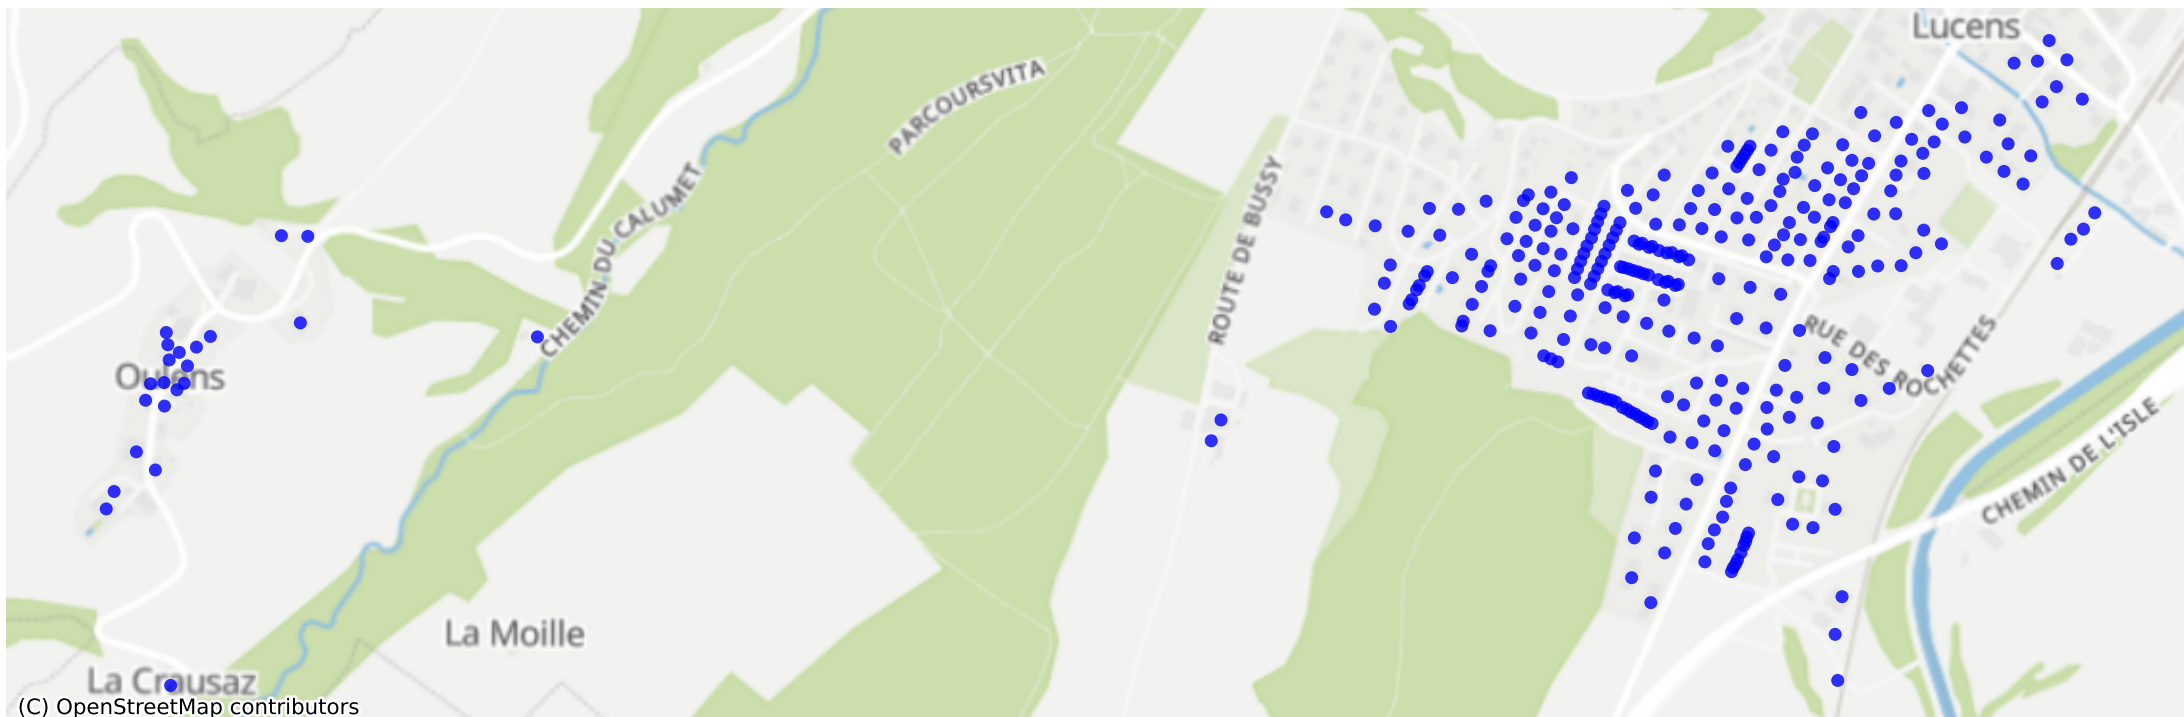 Lucens
PARCOURSVITA
CHEMIN DU CALUMET
ROUTE DE BUSSY
RUE DES ROCHETTES
Oulens
CHEMIN DE L'ISLE
La Moille
La Crausaz
(C) OpenStreetMap contributors